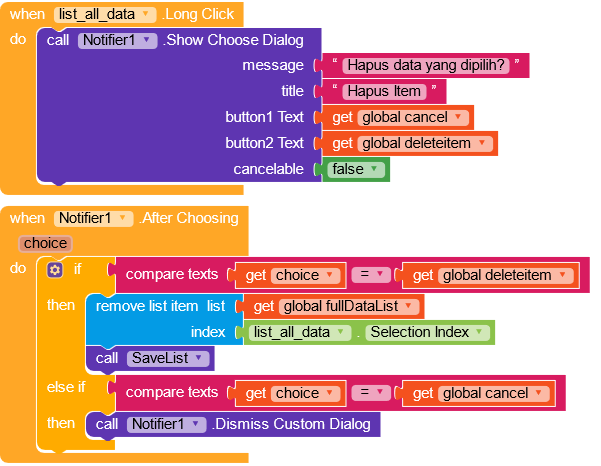 when list_all_data .Long Click
do call Notifier1 .Show Choose Dialog
message “ Hapus data yang dipilih? ”
title “ Hapus Item ”
button1 Text get global cancel
button2 Text get global deleteitem
cancelable false
when Notifier1 .After Choosing
choice
do if compare texts get choice = get global deleteitem
then remove list item list get global fullDataList
index list_all_data . Selection Index
call SaveList
else if compare texts get choice = get global cancel
then call Notifier1 .Dismiss Custom Dialog